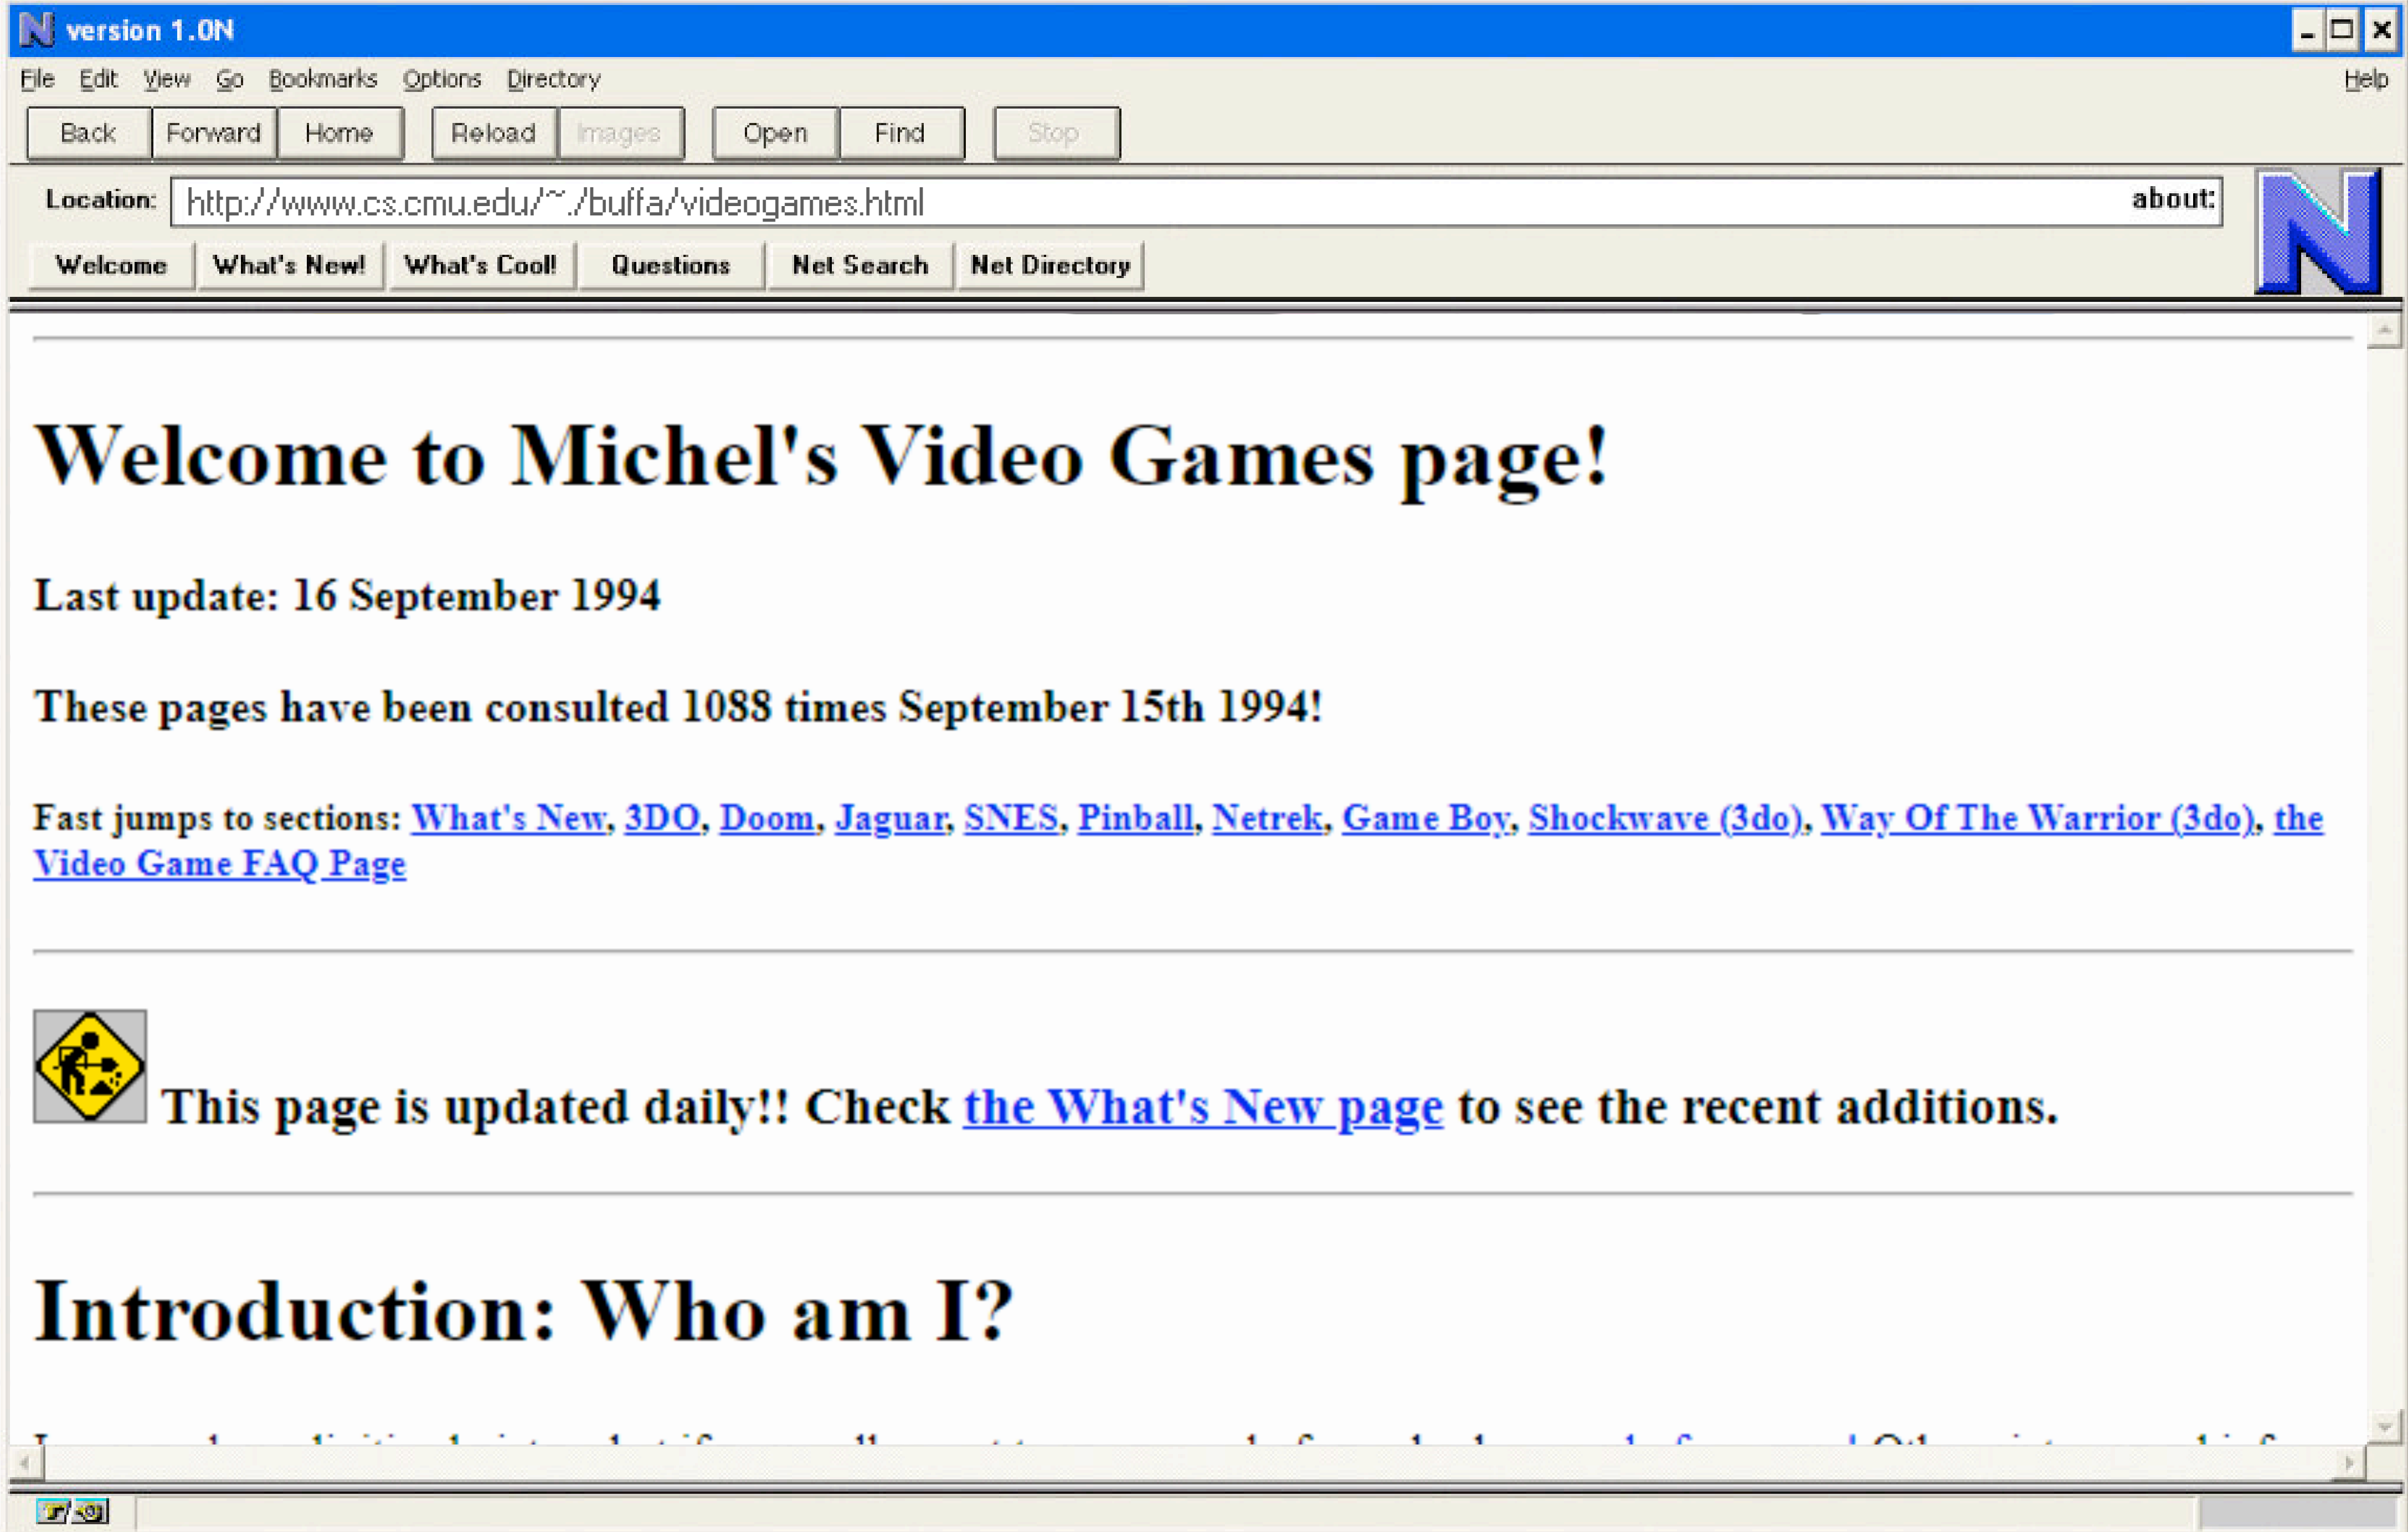 version 1.0N
File Edit View Go Bookmarks Options Directory Help
Back Forward Home Reload Images Open Find Stop
Location: http://www.cs.cmu.edu/~./buffa/videogames.html about:
Welcome What's New! What's Cool! Questions Net Search Net Directory
Welcome to Michel's Video Games page!
Last update: 16 September 1994
These pages have been consulted 1088 times September 15th 1994!
Fast jumps to sections: What's New, 3DO, Doom, Jaguar, SNES, Pinball, Netrek, Game Boy, Shockwave (3do), Way Of The Warrior (3do), the
Video Game FAQ Page
This page is updated daily!! Check the What's New page to see the recent additions.
Introduction: Who am I?